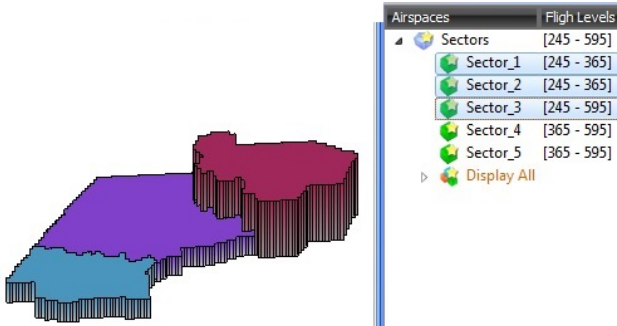 Airspaces Fligh Levels
Sectors [245 - 595]
Sector_1 [245 - 365]
Sector_2 [245 - 365]
Sector_3 [245 - 595]
Sector_4 [365 - 595]
Sector_5 [365 - 595]
Display All